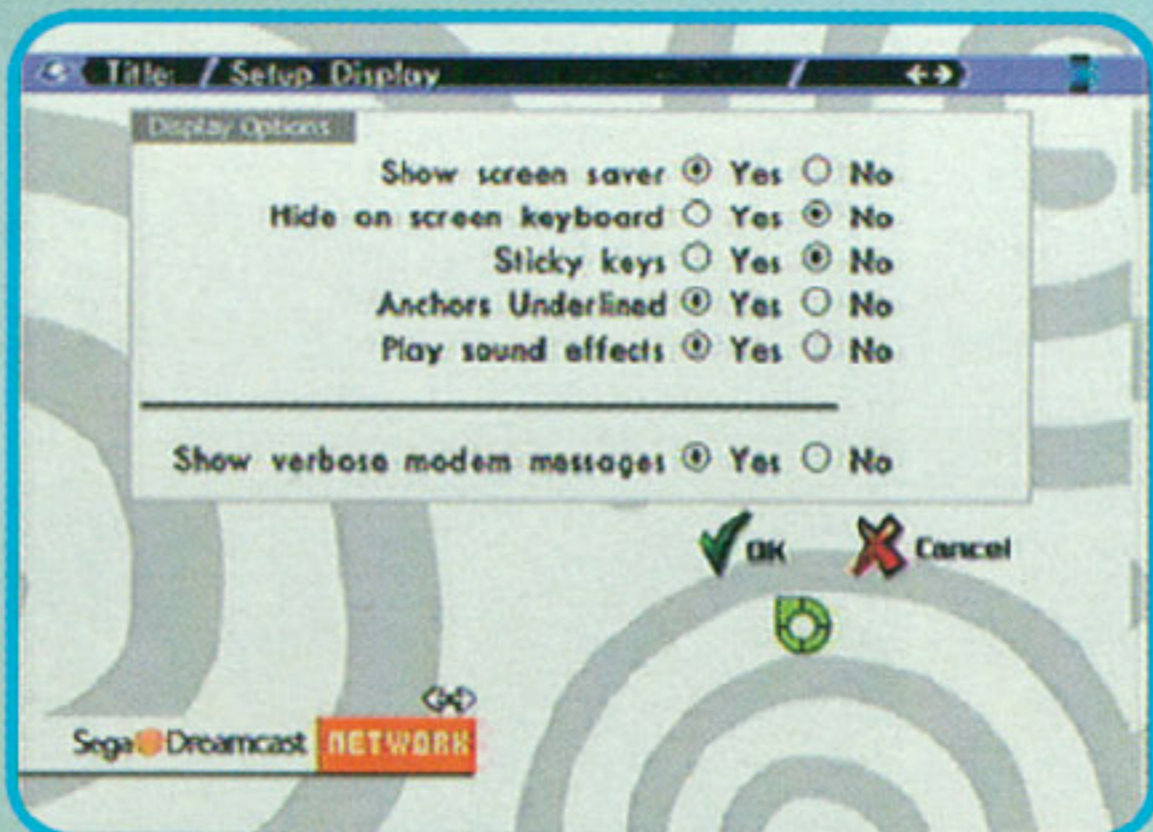 Title: / Setup Display
Display Options
Show screen saver Yes No
Hide on screen keyboard Yes No
Sticky keys Yes No
Anchors Underlined Yes No
Play sound effects Yes No
Show verbose modem messages Yes No
OK Cancel
Sega Dreamcast NETWORK